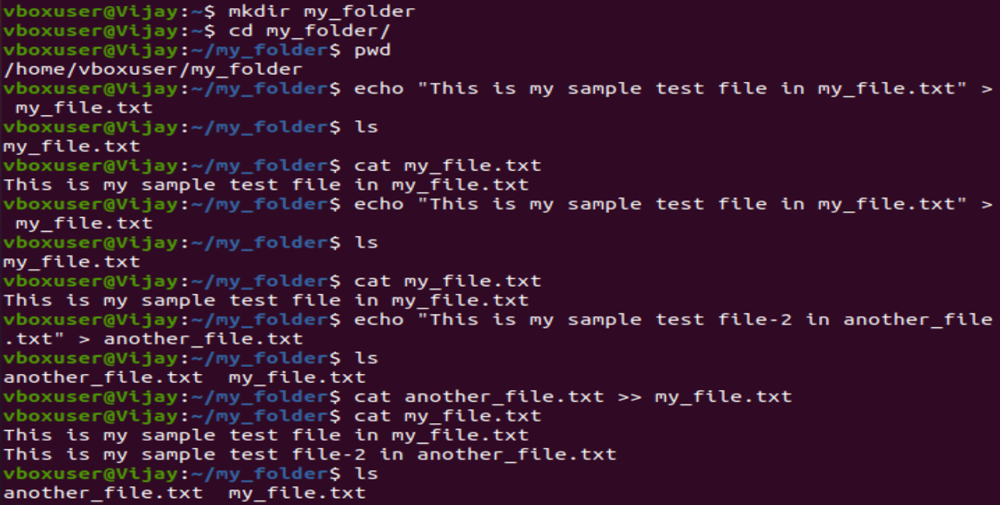 vboxuser@Vijay:~$ mkdir my_folder
vboxuser@Vijay:~$ cd my_folder/
vboxuser@Vijay:~/my_folder$ pwd
/home/vboxuser/my_folder
vboxuser@Vijay:~/my_folder$ echo "This is my sample test file in my_file.txt" >
 my_file.txt
vboxuser@Vijay:~/my_folder$ ls
my_file.txt
vboxuser@Vijay:~/my_folder$ cat my_file.txt
This is my sample test file in my_file.txt
vboxuser@Vijay:~/my_folder$ echo "This is my sample test file in my_file.txt" >
 my_file.txt
vboxuser@Vijay:~/my_folder$ ls
my_file.txt
vboxuser@Vijay:~/my_folder$ cat my_file.txt
This is my sample test file in my_file.txt
vboxuser@Vijay:~/my_folder$ echo "This is my sample test file-2 in another_file
.txt" > another_file.txt
vboxuser@Vijay:~/my_folder$ ls
another_file.txt  my_file.txt
vboxuser@Vijay:~/my_folder$ cat another_file.txt >> my_file.txt
vboxuser@Vijay:~/my_folder$ cat my_file.txt
This is my sample test file in my_file.txt
This is my sample test file-2 in another_file.txt
vboxuser@Vijay:~/my_folder$ ls
another_file.txt  my_file.txt